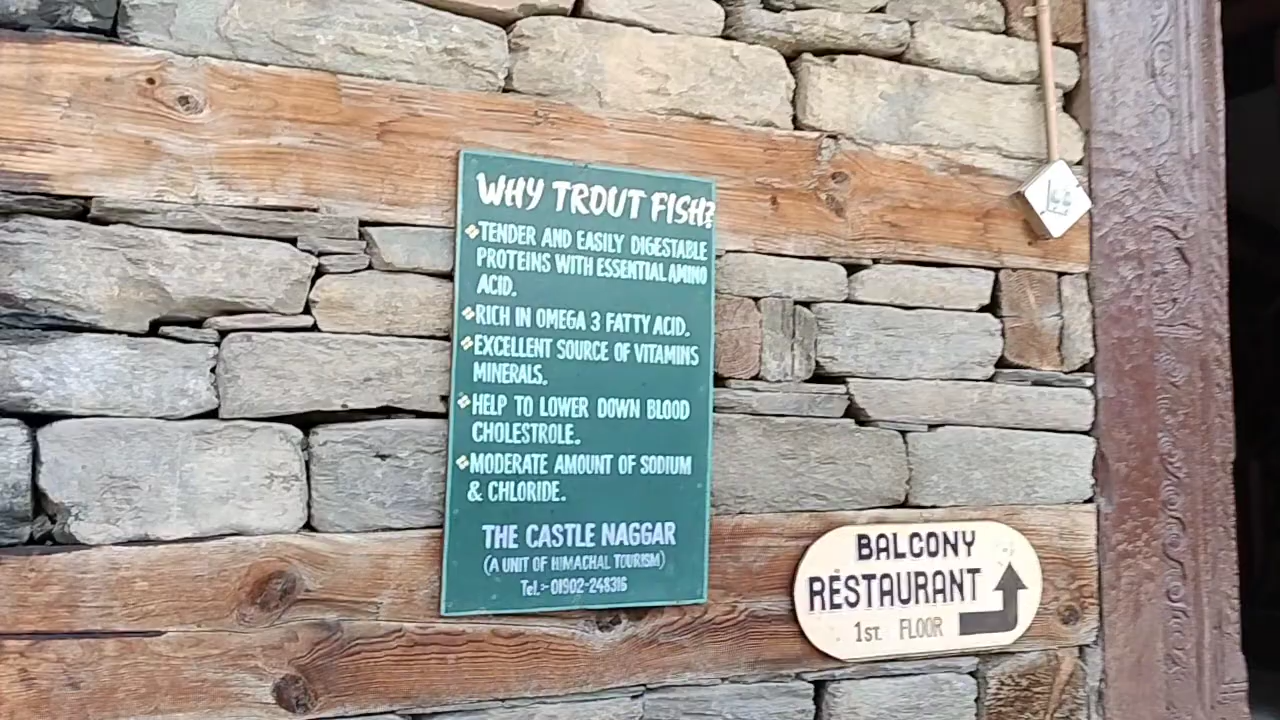 WHY TROUT FISH?
TENDER AND EASILY DIGESTABLE
PROTEINS WITH ESSENTIAL AMINO
ACID.
RICH IN OMEGA 3 FATTY ACID.
EXCELLENT SOURCE OF VITAMINS
MINERALS.
HELP TO LOWER DOWN BLOOD
CHOLESTROLE.
MODERATE AMOUNT OF SODIUM
& CHLORIDE.
THE CASTLE NAGGAR
(A UNIT OF HIMACHAL TOURISM)
Tel.:-01902-248316
BALCONY
RESTAURANT
1st. FLOOR